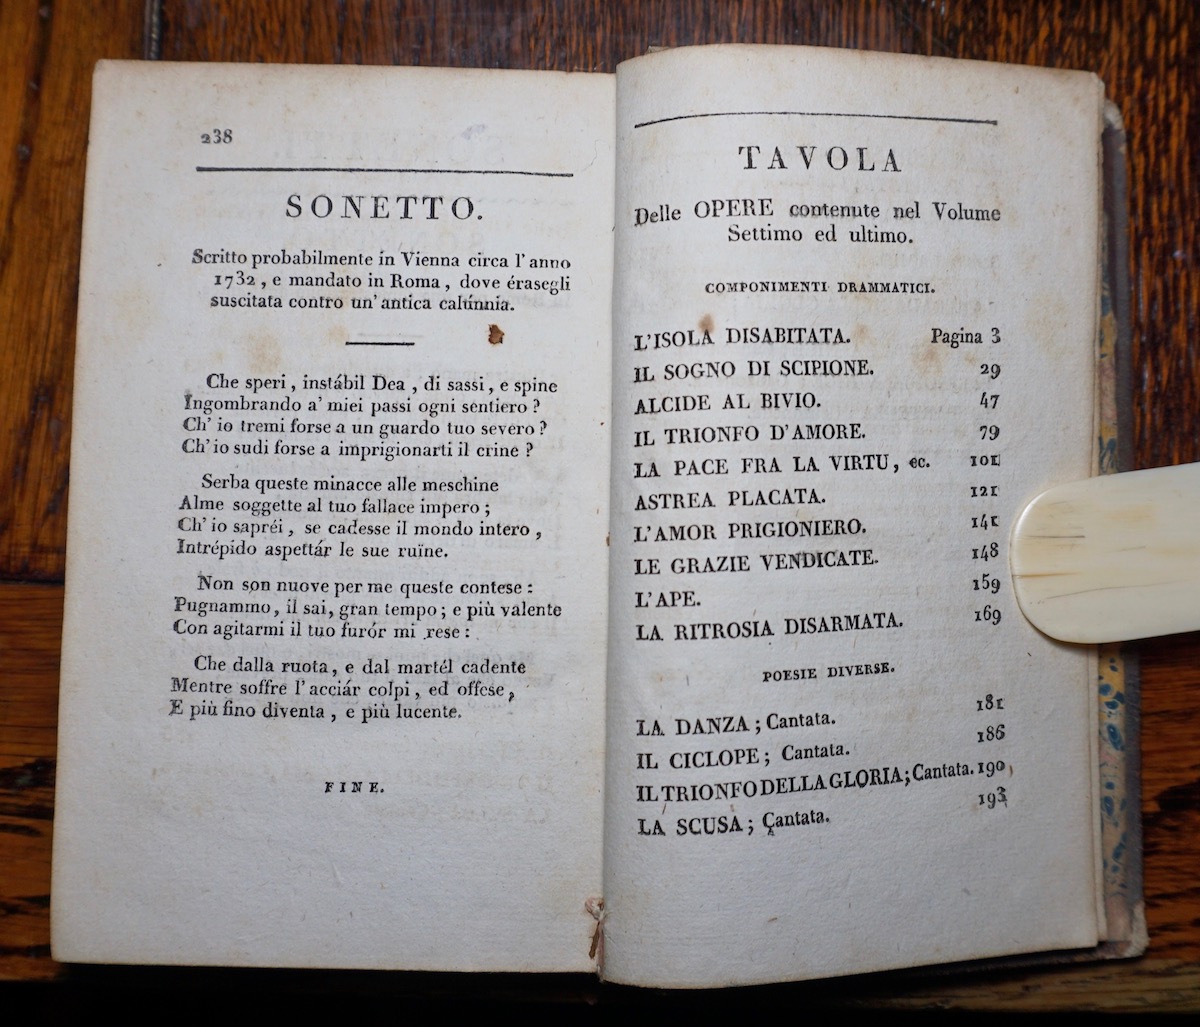 238
SONETTO.
Scritto probabilmente in Vienna circa l'anno
1732, e mandato in Roma, dove érasegli
suscitata contro un' antica calúnnia.
Che speri, instábil Dea, di sassi, e spine
Ingombrando a' miei passi ogni sentiero?
Ch' io tremi forse a un guardo tuo severo?
Ch' io sudi forse a imprigionarti il crine?
Serba queste minacce alle meschine
Alme soggette al tuo fallace impero;
Ch' io sapréi, se cadesse il mondo intero,
Intrépido aspettár le sue ruïne.
Non son nuove per me queste contese:
Pugnammo, il sai, gran tempo; e più valente
Con agitarmi il tuo furór mi rese:
Che dalla ruota, e dal martél cadente
Mentre soffre l' acciár colpi, ed offese,
E più fino diventa, e più lucente.
FINE.
TAVOLA
Delle OPERE contenute nel Volume
Settimo ed ultimo.
COMPONIMENTI DRAMMATICI.
L'ISOLA DISABITATA. Pagina 3
IL SOGNO DI SCIPIONE. 29
ALCIDE AL BIVIO. 47
IL TRIONFO D'AMORE. 79
LA PACE FRA LA VIRTU, ec. 101
ASTREA PLACATA. 121
L'AMOR PRIGIONIERO. 141
LE GRAZIE VENDICATE. 148
L'APE. 159
LA RITROSIA DISARMATA. 169
POESIE DIVERSE.
LA DANZA; Cantata. 181
IL CICLOPE; Cantata. 186
IL TRIONFO DELLA GLORIA; Cantata. 190
LA SCUSA; Cantata. 193